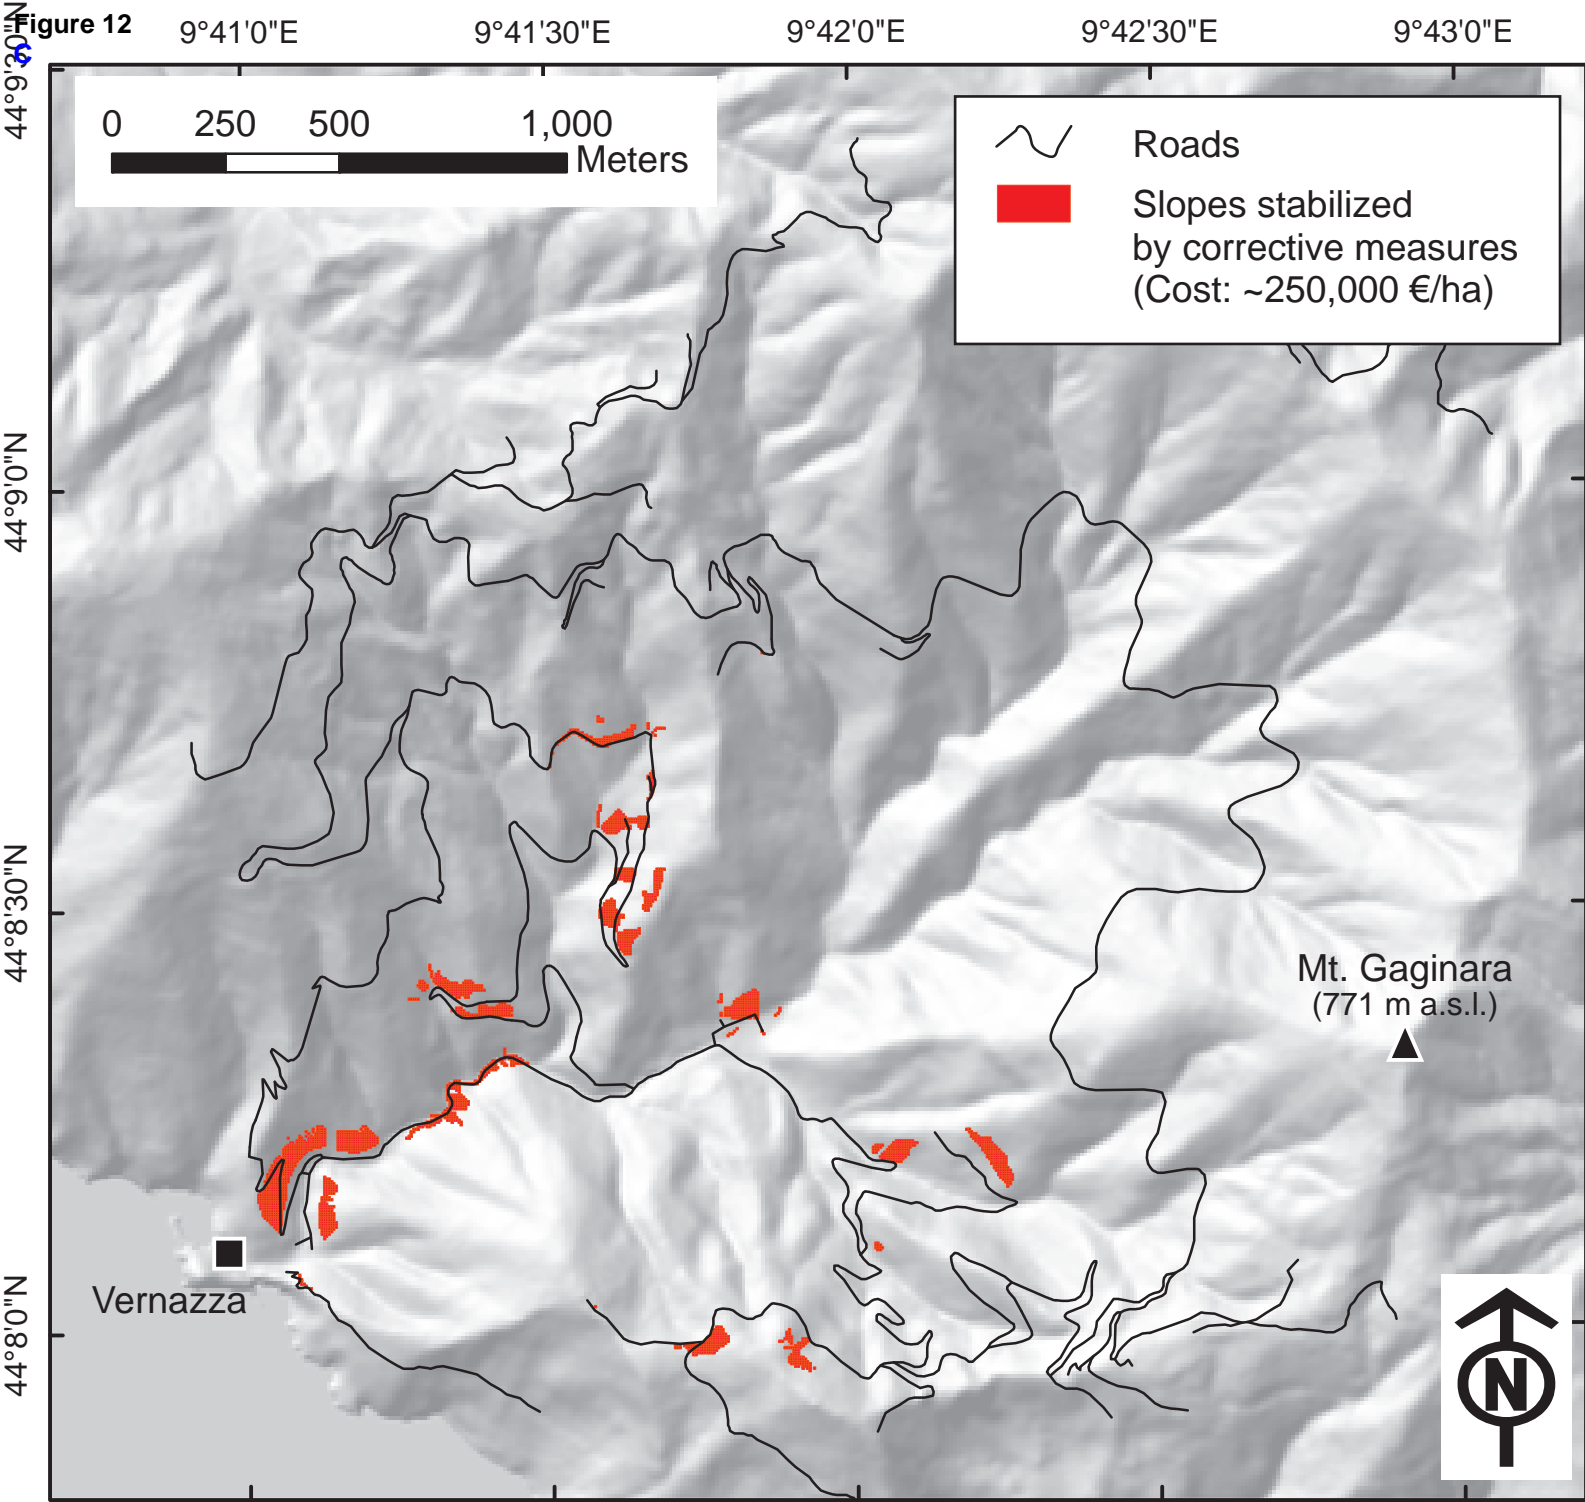 Figure 12
C
9°41'0"E 9°41'30"E 9°42'0"E 9°42'30"E 9°43'0"E
44°9'30"N
0 250 500 1,000
Meters
Roads
Slopes stabilized
by corrective measures
(Cost: ~250,000 €/ha)
44°9'0"N
44°8'30"N
Mt. Gaginara
(771 m a.s.l.)
Vernazza
44°8'0"N
N